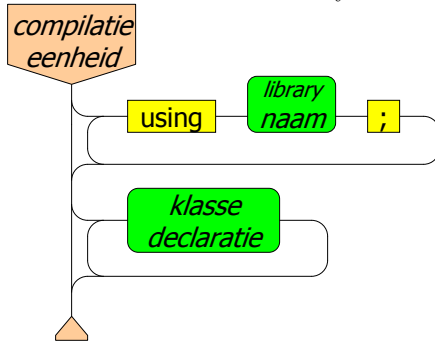 compilatie
eenheid
using library naam ;
klasse
declaratie